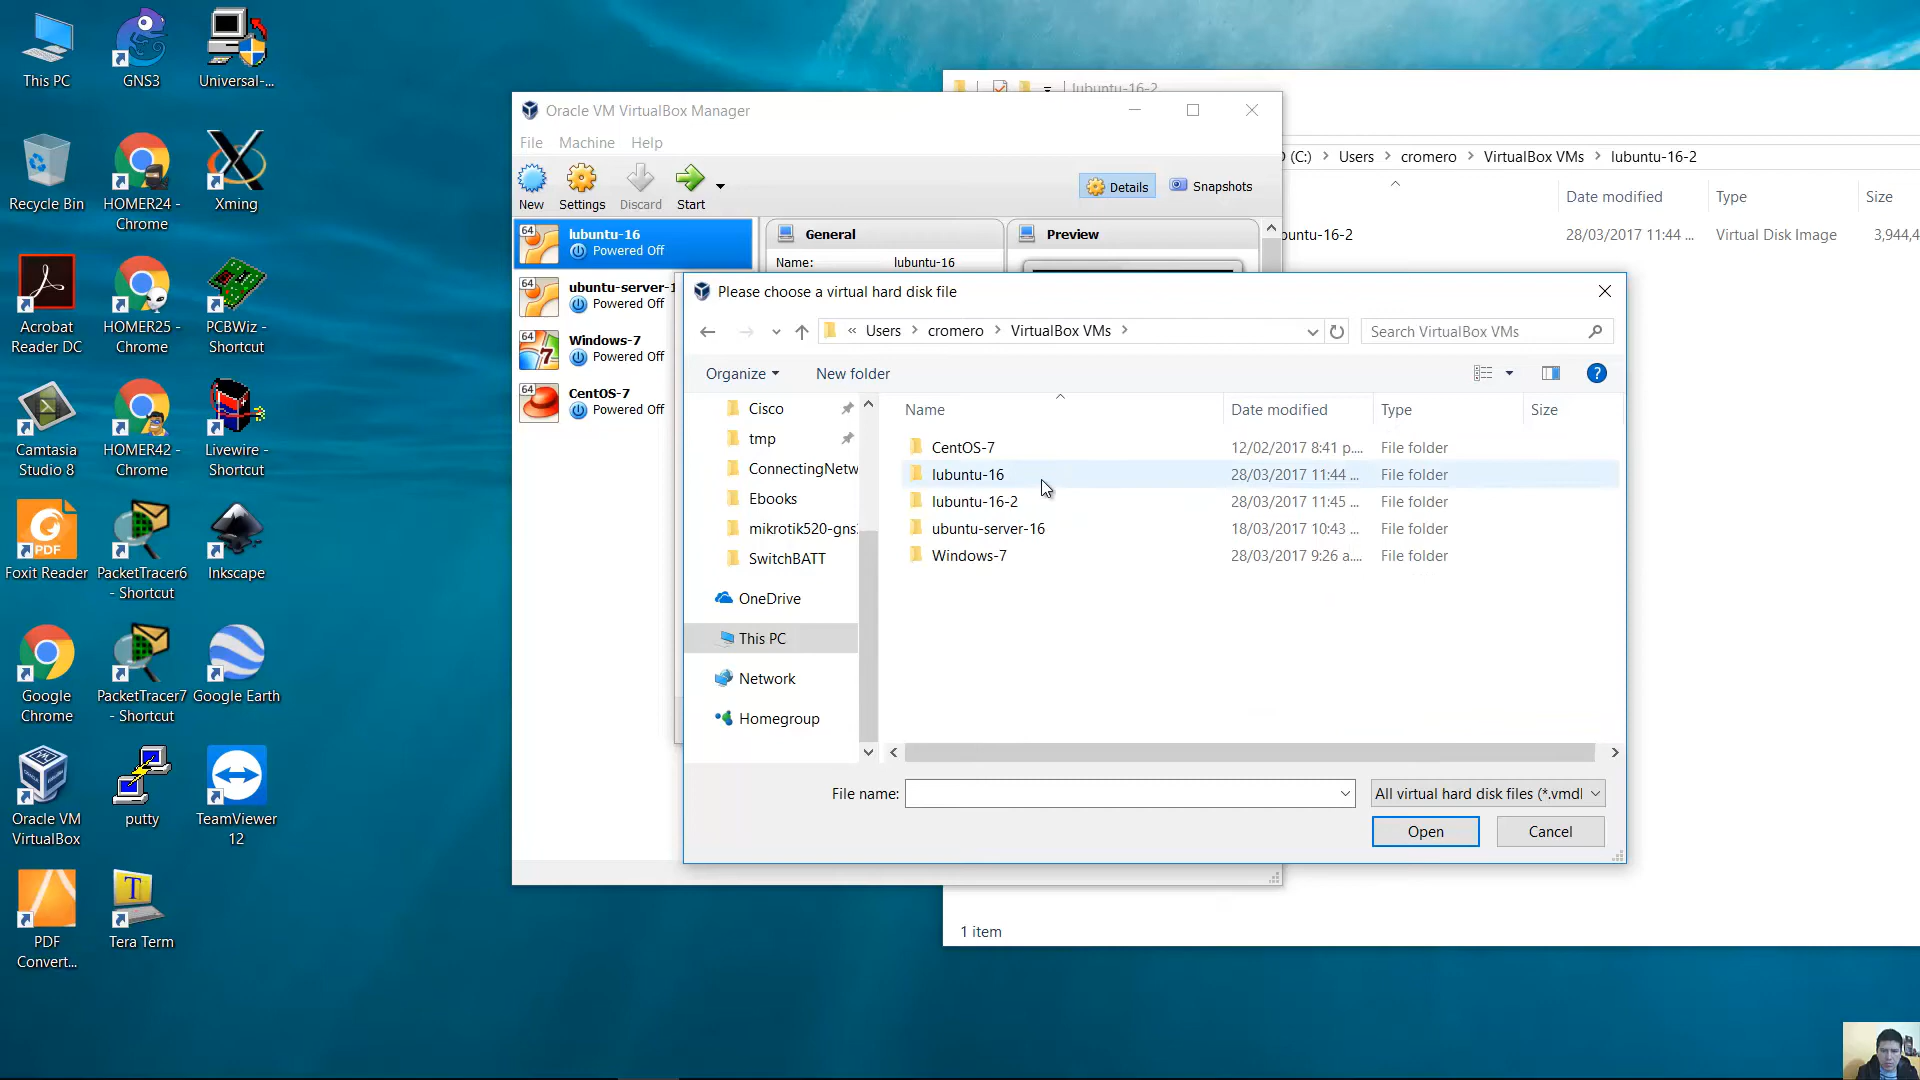 This PC
GNS3
Universal-...
Recycle Bin
HOMER24 -
Chrome
Xming
Acrobat
Reader DC
HOMER25 -
Chrome
PCBWiz -
Shortcut
Camtasia
Studio 8
HOMER42 -
Chrome
Livewire -
Shortcut
PDF
Foxit Reader
PacketTracer6
- Shortcut
Inkscape
Google
Chrome
PacketTracer7
- Shortcut
Google Earth
Oracle VM
VirtualBox
putty
TeamViewer
12
PDF
Convert...
Tera Term
Oracle VM VirtualBox Manager
File Machine Help
New
Settings
Discard
Start
Details
Snapshots
64
lubuntu-16
Powered Off
64
ubuntu-server-1
Powered Off
64
Windows-7
Powered Off
64
CentOS-7
Powered Off
General
Name: lubuntu-16
Preview
lubuntu-16-2
(C:) Users cromero VirtualBox VMs lubuntu-16-2
Date modified Type Size
ountu-16-2 28/03/2017 11:44 ... Virtual Disk Image 3,944,4
1 item
Please choose a virtual hard disk file
« Users cromero VirtualBox VMs
Search VirtualBox VMs
Organize New folder
?
Cisco
tmp
ConnectingNetw
Ebooks
mikrotik520-gns
SwitchBATT
OneDrive
This PC
Network
Homegroup
Name Date modified Type Size
CentOS-7 12/02/2017 8:41 p.... File folder
lubuntu-16 28/03/2017 11:44 ... File folder
lubuntu-16-2 28/03/2017 11:45 ... File folder
ubuntu-server-16 18/03/2017 10:43 ... File folder
Windows-7 28/03/2017 9:26 a.... File folder
File name:
All virtual hard disk files (*.vmdl
Open
Cancel